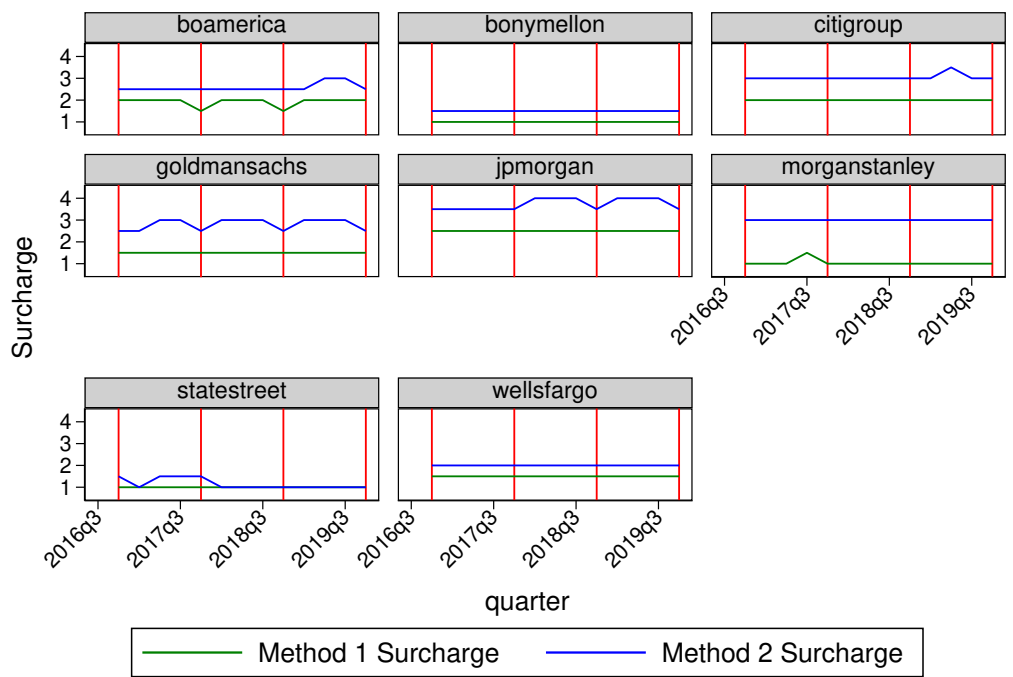 boamerica
bonymellon
citigroup
4
3
2
1
goldmansachs
jpmorgan
morganstanley
4
3
2
1
2016q3
2017q3
2018q3
2019q3
Surcharge
statestreet
wellsfargo
4
3
2
1
2016q3
2017q3
2018q3
2019q3
2016q3
2017q3
2018q3
2019q3
quarter
Method 1 Surcharge
Method 2 Surcharge